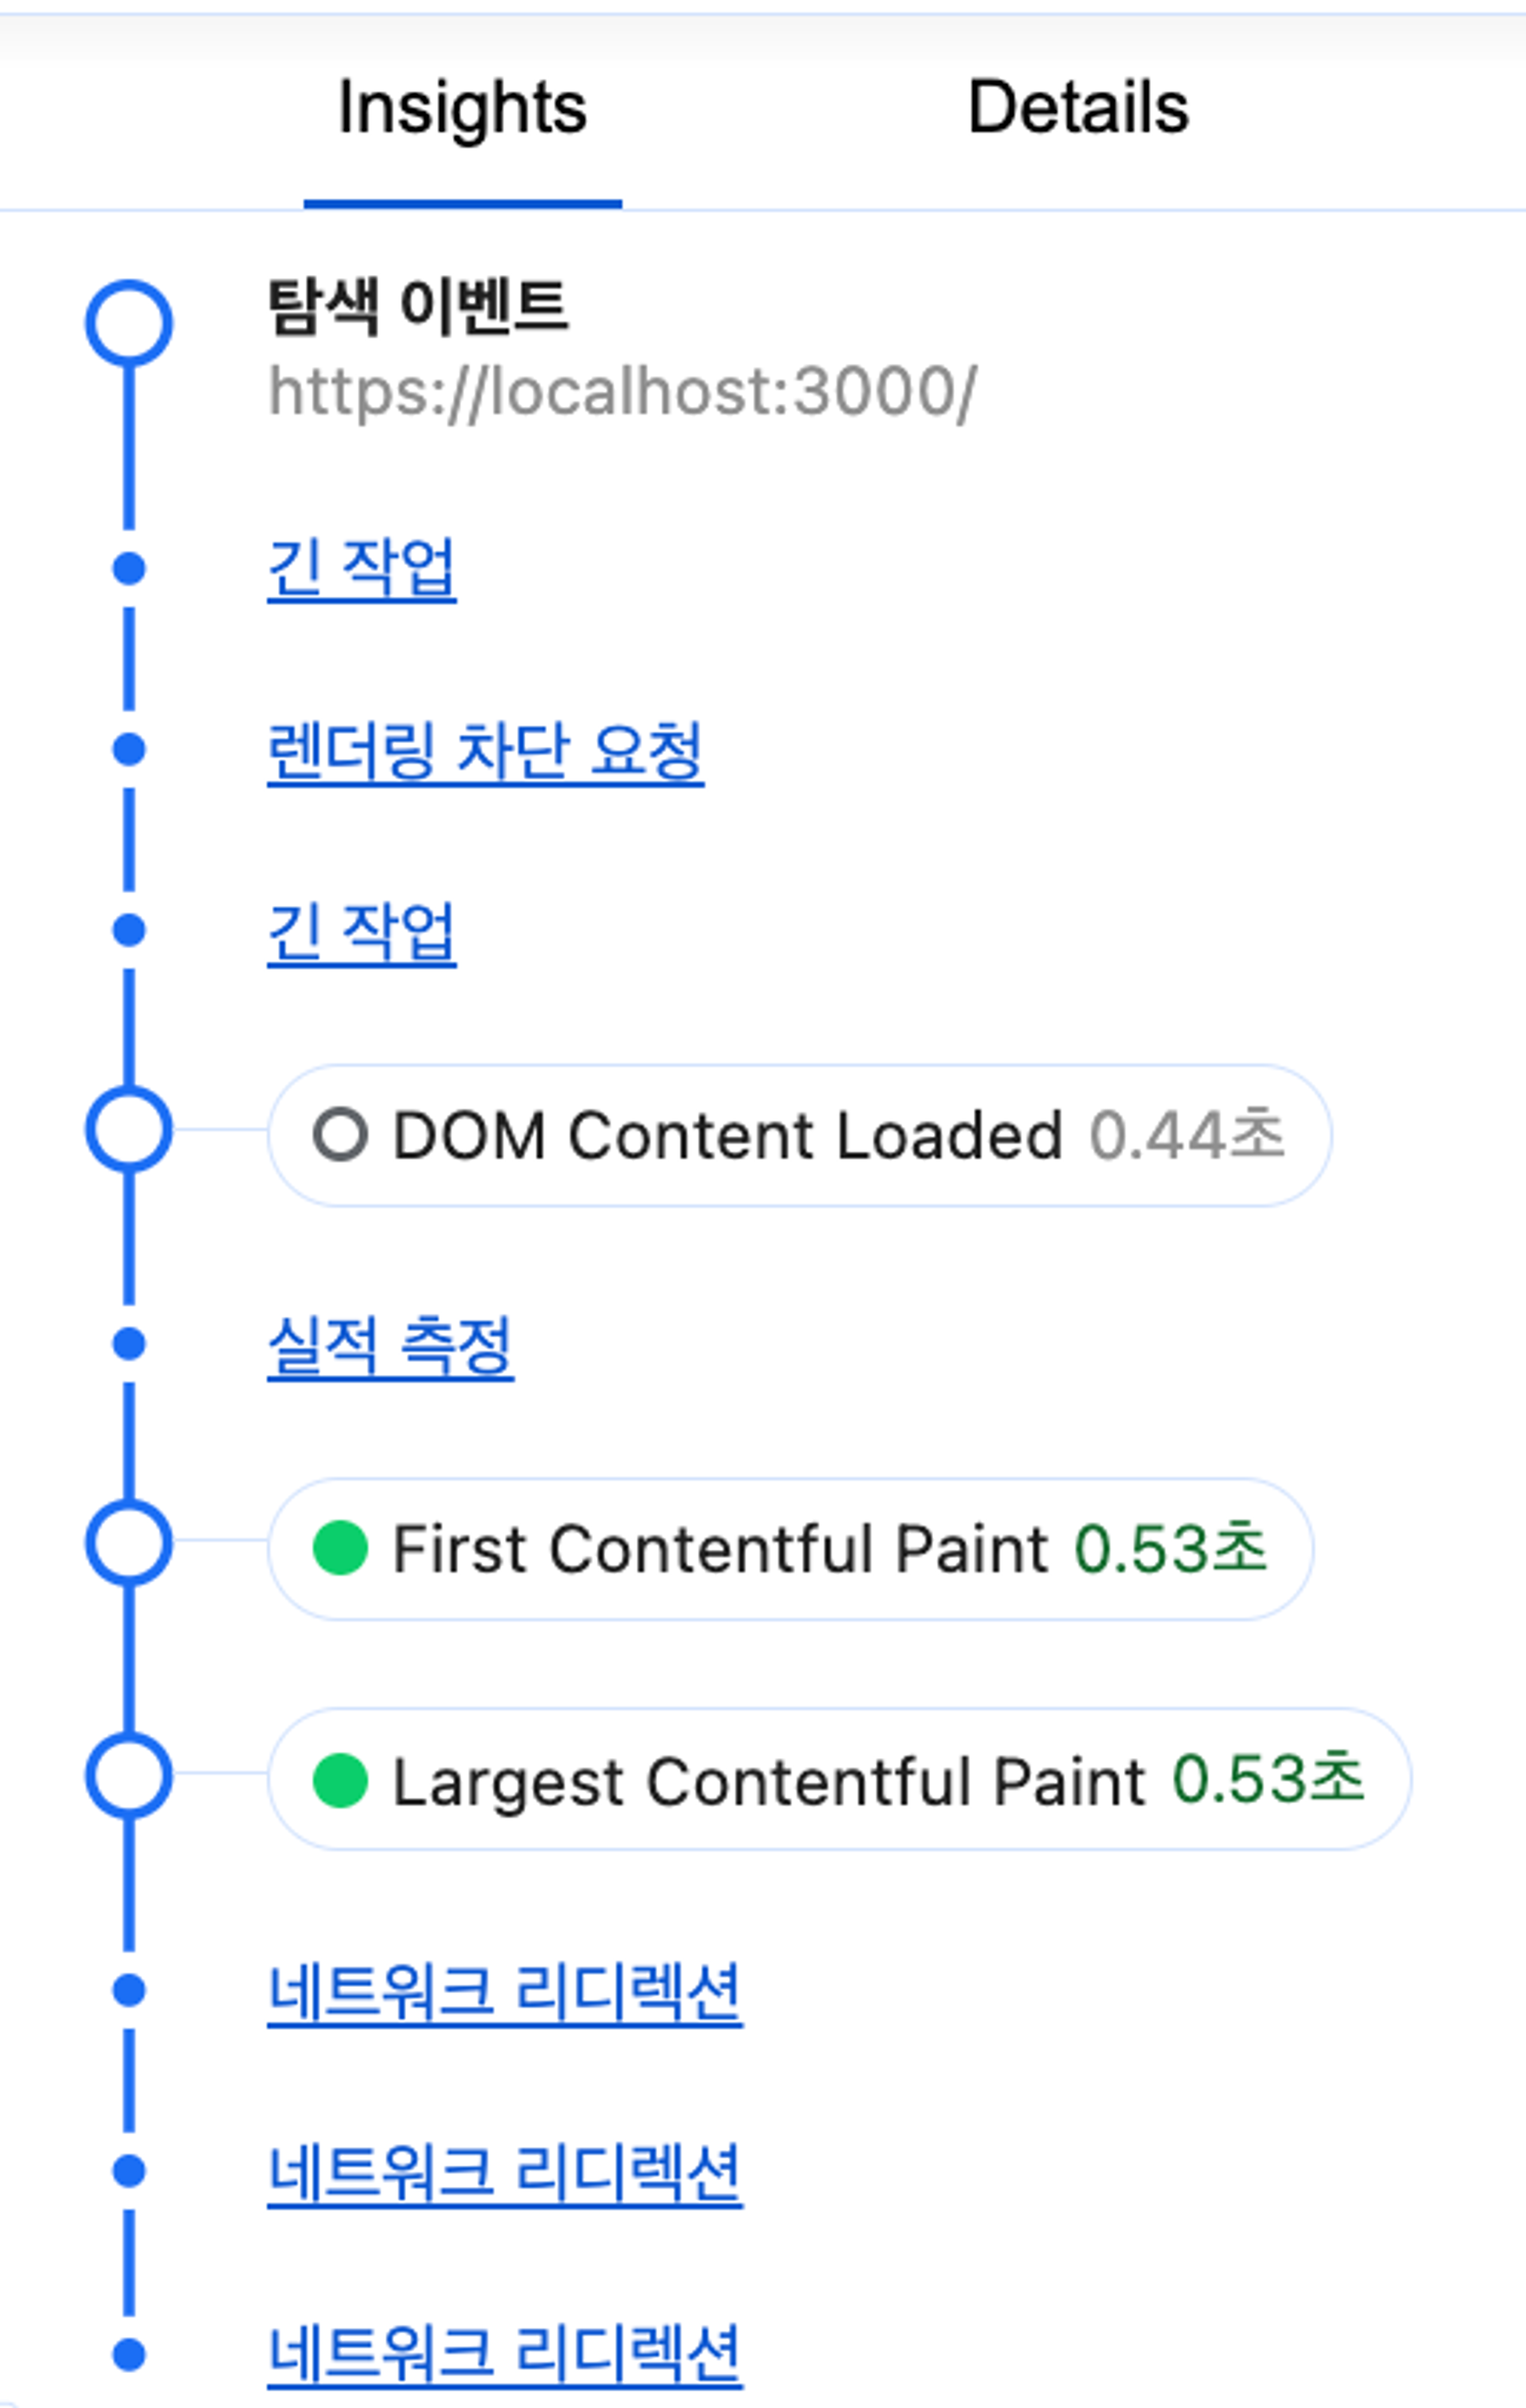 Insights Details
탐색 이벤트
https://localhost:3000/
긴 작업
렌더링 차단 요청
긴 작업
DOM Content Loaded 0.44초
실적 측정
First Contentful Paint 0.53초
Largest Contentful Paint 0.53초
네트워크 리디렉션
네트워크 리디렉션
네트워크 리디렉션